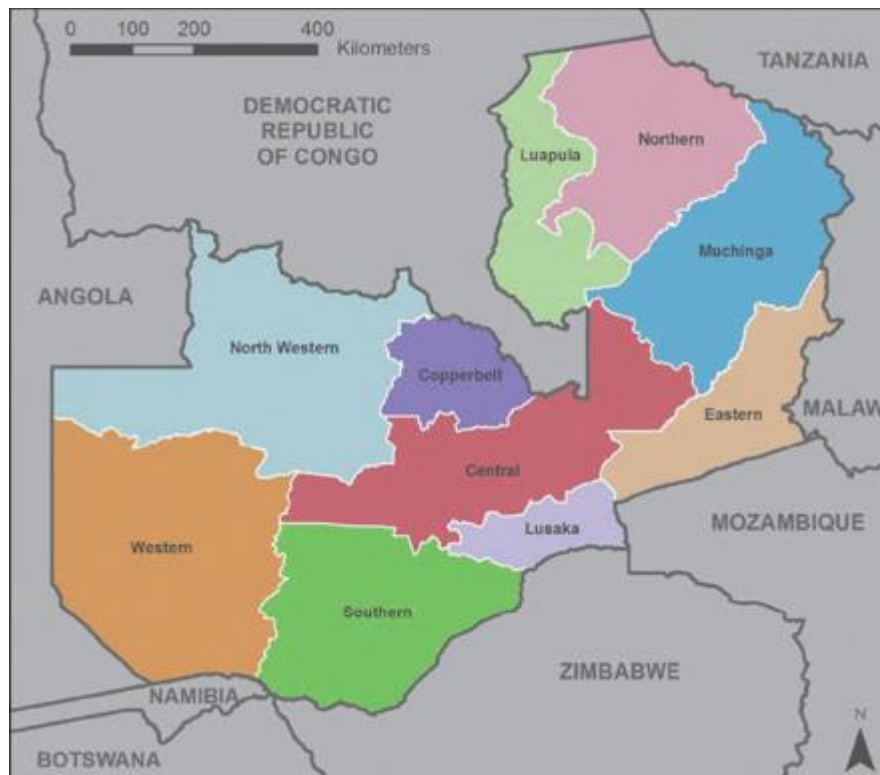 0 100 200 400
Kilometers
TANZANIA
DEMOCRATIC
REPUBLIC
OF CONGO
Luapula
Northern
Muchinga
ANGOLA
North Western
Copperbelt
Eastern
MALAW
Central
Lusaka
MOZAMBIQUE
Western
Southern
ZIMBABWE
NAMIBIA
BOTSWANA
N